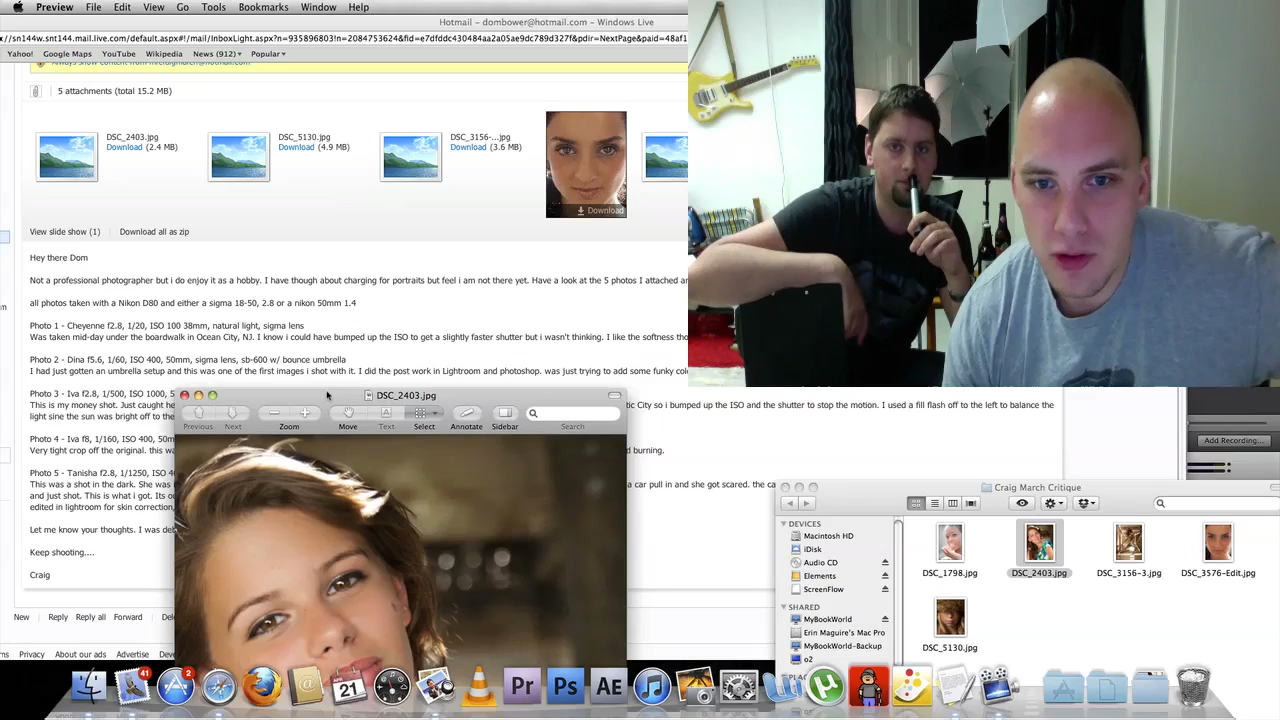 Preview File Edit View Go Tools Bookmarks Window Help
Hotmail - dombower@hotmail.com - Windows Live
Yahoo! Google Maps YouTube Wikipedia News (912) Popular
5 attachments (total 15.2 MB)
DSC_2403.jpg
Download (2.4 MB)
DSC_5130.jpg
Download (4.9 MB)
DSC_3156-...jpg
Download (3.6 MB)
Download
View slide show (1) Download all as zip
Hey there Dom
Not a professional photographer but i do enjoy it as a hobby. I have though about charging for portraits but feel i am not there yet. Have a look at the 5 photos I attached
all photos taken with a Nikon D80 and either a sigma 18-50, 2.8 or a nikon 50mm 1.4
Photo 1 - Cheyenne f2.8, 1/20, ISO 100 38mm, natural light, sigma lens
Was taken mid-day under the boardwalk in Ocean City, NJ. I know i could have bumped up the ISO to get a slightly faster shutter but i wasn't thinking. I like the softness
Photo 2 - Dina f5.6, 1/60, ISO 400, 50mm, sigma lens, sb-600 w/ bounce umbrella
I had just gotten an umbrella setup and this was one of the first images i shot with it. I did the post work in Lightroom and photoshop. was just trying to add some funky
Photo 3 - Iva f2.8, 1/500, ISO 1000,
This is my money shot. Just caught City so i bumped up the ISO and the shutter to stop the motion. I used a fill flash off to the left to balance the
light sine the sun was bright off to
Photo 4 - Iva f8, 1/160, ISO 400,
Very tight crop off the original. burning.
Photo 5 - Tanisha f2.8, 1/1250,
This was a shot in the dark. She was a car pull in and she got scared. the
and just shot. This is what i got. Its
edited in lightroom for skin correction,
Let me know your thoughts. I was
Keep shooting....
Craig
New Reply Reply all Forward
Terms Privacy About our ads Advertise
DSC_2403.jpg
Previous Next Zoom Move Text Select Annotate Sidebar Search
Add Recording...
Craig March Critique
DEVICES
Macintosh HD
iDisk
Audio CD
Elements
ScreenFlow
SHARED
MyBookWorld
Erin Maguire's Mac Pro
MyBookWorld-Backup
o2
DSC_1798.jpg DSC_2403.jpg DSC_3156-3.jpg DSC_3576-Edit.jpg
DSC_5130.jpg
41 2 21 Pr Ps AE